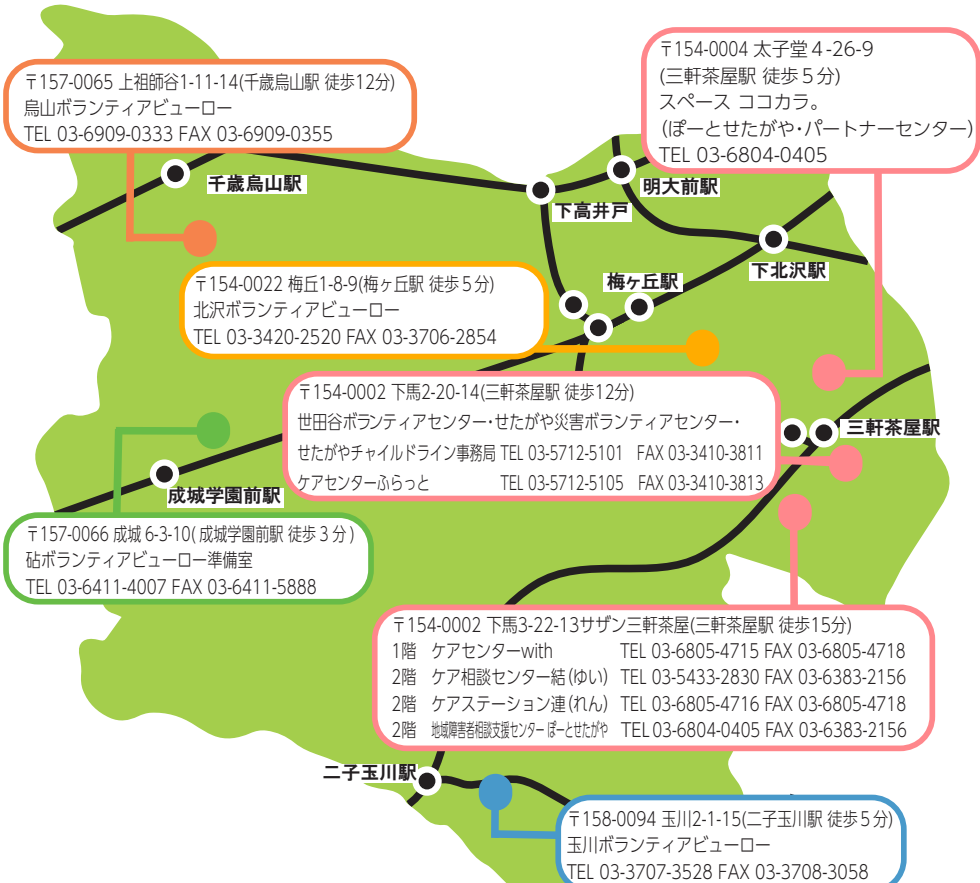 〒157-0065 上祖師谷1-11-14(千歳烏山駅 徒歩12分)
烏山ボランティアビューロー
TEL 03-6909-0333 FAX 03-6909-0355
〒154-0004 太子堂4-26-9
(三軒茶屋駅 徒歩5分)
スペース ココカラ。
(ぽーとせたがや・パートナーセンター)
TEL 03-6804-0405
千歳烏山駅
明大前駅
下高井戸
下北沢駅
梅ヶ丘駅
〒154-0022 梅丘1-8-9(梅ヶ丘駅 徒歩5分)
北沢ボランティアビューロー
TEL 03-3420-2520 FAX 03-3706-2854
〒154-0002 下馬2-20-14(三軒茶屋駅 徒歩12分)
世田谷ボランティアセンター・せたがや災害ボランティアセンター・
せたがやチャイルドライン事務局 TEL 03-5712-5101 FAX 03-3410-3811
ケアセンターふらっと TEL 03-5712-5105 FAX 03-3410-3813
三軒茶屋駅
成城学園前駅
〒157-0066 成城6-3-10(成城学園前駅 徒歩3分)
砧ボランティアビューロー準備室
TEL 03-6411-4007 FAX 03-6411-5888
〒154-0002 下馬3-22-13サザン三軒茶屋(三軒茶屋駅 徒歩15分)
1階 ケアセンターwith TEL 03-6805-4715 FAX 03-6805-4718
2階 ケア相談センター結(ゆい) TEL 03-5433-2830 FAX 03-6383-2156
2階 ケアステーション連(れん) TEL 03-6805-4716 FAX 03-6805-4718
2階 地域障害者相談支援センターぽーとせたがや TEL 03-6804-0405 FAX 03-6383-2156
二子玉川駅
〒158-0094 玉川2-1-15(二子玉川駅 徒歩5分)
玉川ボランティアビューロー
TEL 03-3707-3528 FAX 03-3708-3058